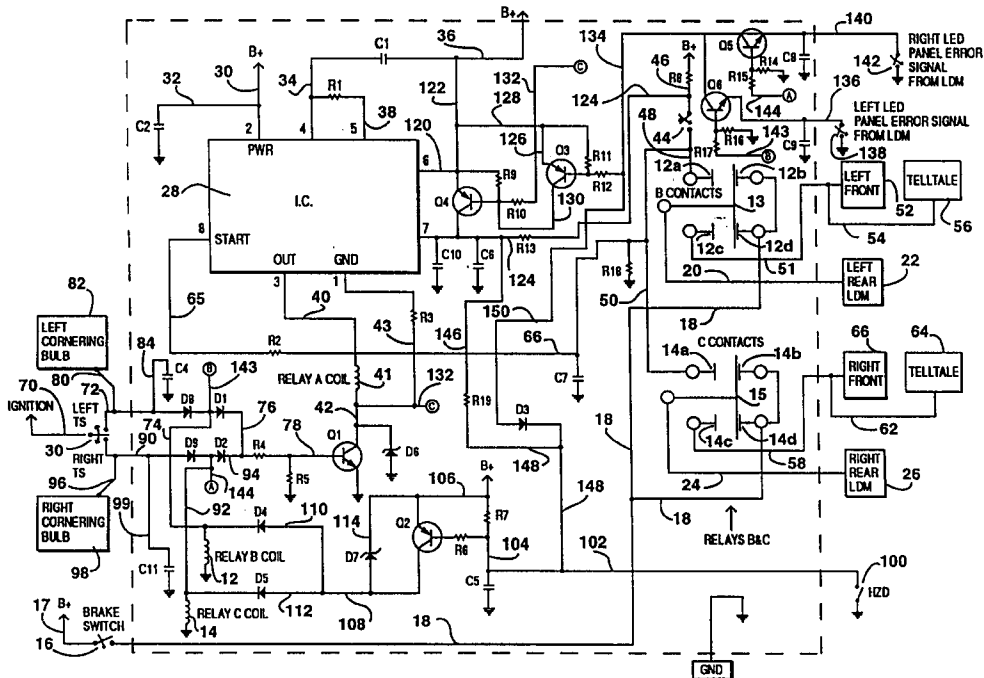 B+
36
134
Q5
140
RIGHT LED
PANEL ERROR
SIGNAL
FROM LDM
142
C1
132
C
B+
R14
C8
R15
A
144
46
R8
Q6
136
LEFT LED
PANEL ERROR SIGNAL
FROM LDM
32
30
B+
34
R1
38
122
128
124
126
44
48
R16
R17
143
B
C9
138
C2
2
4
5
PWR
120
6
Q3
R11
R12
12a
12b
LEFT
FRONT
TELLTALE
28
I.C.
R9
Q4
R10
130
B CONTACTS
13
52
56
54
8
START
7
R13
12c
12d
51
OUT
GND
3
1
C10
C6
124
R18
20
LEFT
REAR
LDM
22
82
65
40
43
R3
146
150
50
18
LEFT
CORNERING
BULB
R2
66
C CONTACTS
66
64
84
C4
B
143
RELAY A COIL
41
C7
14a
14b
RIGHT
FRONT
TELLTALE
70
80
72
IGNITION
LEFT
TS
D8
D1
76
42
132
C
R19
D3
15
30
RIGHT
TS
74
90
D9
D2
R4
78
Q1
D6
148
18
14c
14d
62
58
96
94
A
144
R5
B+
106
24
RIGHT
REAR
LDM
26
RIGHT
CORNERING
BULB
99
92
D4
110
114
Q2
R7
148
18
98
C11
RELAY B COIL
12
D7
R6
104
RELAYS B&C
102
100
D5
112
108
C5
HZD
17
B+
BRAKE
SWITCH
RELAY C COIL
14
16
18
GND